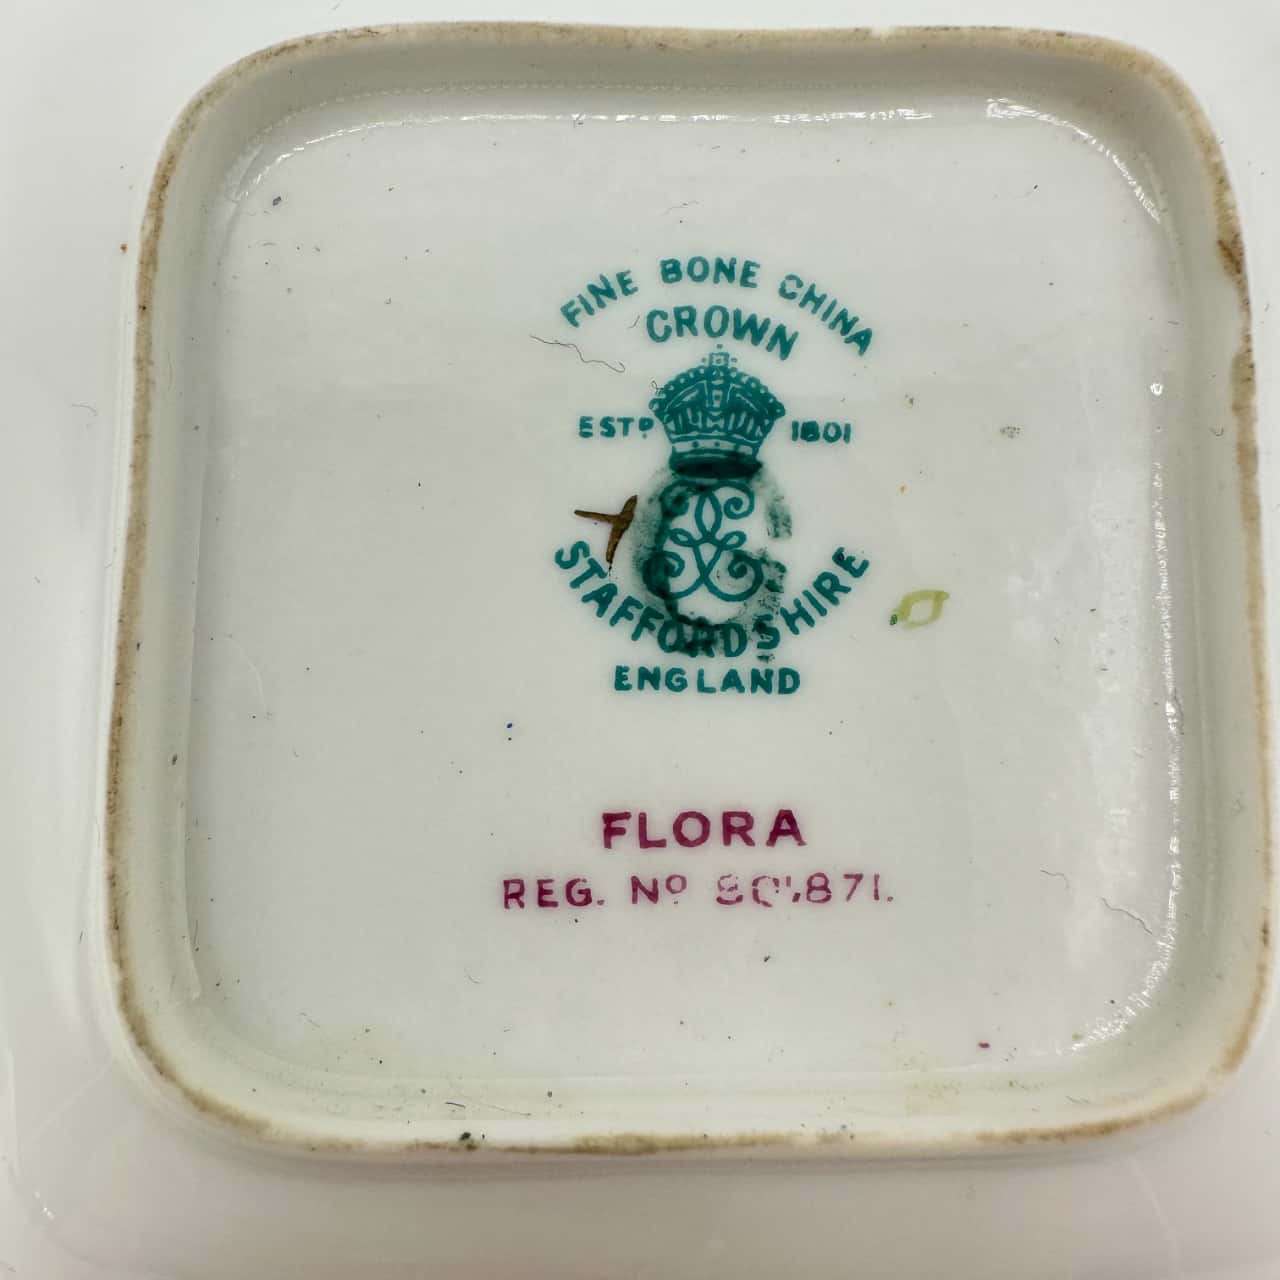 FINE BONE CHINA
CROWN
ESTD 1801
STAFFORDSHIRE
ENGLAND
FLORA
REG. No